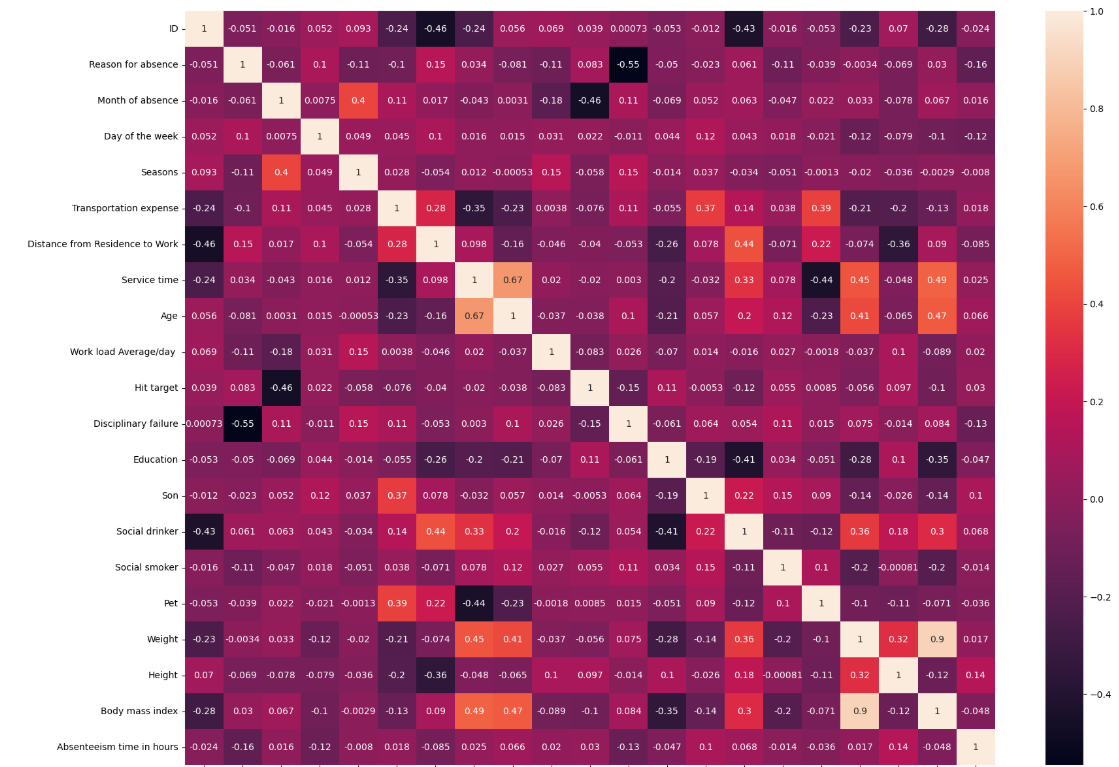 ID 1 -0.051 -0.016 0.052 0.093 -0.24 -0.46 -0.24 0.056 0.069 0.039 0.00073 -0.053 -0.012 -0.43 -0.016 -0.053 -0.23 0.07 -0.28 -0.024 1.0
Reason for absence -0.051 1 -0.061 0.1 -0.11 -0.1 0.15 0.034 -0.081 -0.11 0.083 -0.55 -0.05 -0.023 0.061 -0.11 -0.039 -0.0034 -0.069 0.03 -0.16
Month of absence -0.016 -0.061 1 0.0075 0.4 0.11 0.017 -0.043 0.0031 -0.18 -0.46 0.11 -0.069 0.052 0.063 -0.047 0.022 0.033 -0.078 0.067 0.016 0.8
Day of the week 0.052 0.1 0.0075 1 0.049 0.045 0.1 0.016 0.015 0.031 0.022 -0.011 0.044 0.12 0.043 0.018 -0.021 -0.12 -0.079 -0.1 -0.12
Seasons 0.093 -0.11 0.4 0.049 1 0.028 -0.054 0.012 -0.00053 0.15 -0.058 0.15 -0.014 0.037 -0.034 -0.051 -0.0013 -0.02 -0.036 -0.0029 -0.008
Transportation expense -0.24 -0.1 0.11 0.045 0.028 1 0.28 -0.35 -0.23 0.0038 -0.076 0.11 -0.055 0.37 0.14 0.038 0.39 -0.21 -0.2 -0.13 0.018 0.6
Distance from Residence to Work -0.46 0.15 0.017 0.1 -0.054 0.28 1 0.098 -0.16 -0.046 -0.04 -0.053 -0.26 0.078 0.44 -0.071 0.22 -0.074 -0.36 0.09 -0.085
Service time -0.24 0.034 -0.043 0.016 0.012 -0.35 0.098 1 0.67 0.02 -0.02 0.003 -0.2 -0.032 0.33 0.078 -0.44 0.45 -0.048 0.49 0.025
Age 0.056 -0.081 0.0031 0.015 -0.00053 -0.23 -0.16 0.67 1 -0.037 -0.038 0.1 -0.21 0.057 0.2 0.12 -0.23 0.41 -0.065 0.47 0.066 0.4
Work load Average/day 0.069 -0.11 -0.18 0.031 0.15 0.0038 -0.046 0.02 -0.037 1 -0.083 0.026 -0.07 0.014 -0.016 0.027 -0.0018 -0.037 0.1 -0.089 0.02
Hit target 0.039 0.083 -0.46 0.022 -0.058 -0.076 -0.04 -0.02 -0.038 -0.083 1 -0.15 0.11 -0.0053 -0.12 0.055 0.0085 -0.056 0.097 -0.1 0.03 0.2
Disciplinary failure 0.00073 -0.55 0.11 -0.011 0.15 0.11 -0.053 0.003 0.1 0.026 -0.15 1 -0.061 0.064 0.054 0.11 0.015 0.075 -0.014 0.084 -0.13
Education -0.053 -0.05 -0.069 0.044 -0.014 -0.055 -0.26 -0.2 -0.21 -0.07 0.11 -0.061 1 -0.19 -0.41 0.034 -0.051 -0.28 0.1 -0.35 -0.047
Son -0.012 -0.023 0.052 0.12 0.037 0.37 0.078 -0.032 0.057 0.014 -0.0053 0.064 -0.19 1 0.22 0.15 0.09 -0.14 -0.026 -0.14 0.1 0.0
Social drinker -0.43 0.061 0.063 0.043 -0.034 0.14 0.44 0.33 0.2 -0.016 -0.12 0.054 -0.41 0.22 1 -0.11 -0.12 0.36 0.18 0.3 0.068
Social smoker -0.016 -0.11 -0.047 0.018 -0.051 0.038 -0.071 0.078 0.12 0.027 0.055 0.11 0.034 0.15 -0.11 1 0.1 -0.2 -0.00081 -0.2 -0.014
Pet -0.053 -0.039 0.022 -0.021 -0.0013 0.39 0.22 -0.44 -0.23 -0.0018 0.0085 0.015 -0.051 0.09 -0.12 0.1 1 -0.1 -0.11 -0.071 -0.036 −0.2
Weight -0.23 -0.0034 0.033 -0.12 -0.02 -0.21 -0.074 0.45 0.41 -0.037 -0.056 0.075 -0.28 -0.14 0.36 -0.2 -0.1 1 0.32 0.9 0.017
Height 0.07 -0.069 -0.078 -0.079 -0.036 -0.2 -0.36 -0.048 -0.065 0.1 0.097 -0.014 0.1 -0.026 0.18 -0.00081 -0.11 0.32 1 -0.12 0.14 −0.4
Body mass index -0.28 0.03 0.067 -0.1 -0.0029 -0.13 0.09 0.49 0.47 -0.089 -0.1 0.084 -0.35 -0.14 0.3 -0.2 -0.071 0.9 -0.12 1 -0.048
Absenteeism time in hours -0.024 -0.16 0.016 -0.12 -0.008 0.018 -0.085 0.025 0.066 0.02 0.03 -0.13 -0.047 0.1 0.068 -0.014 -0.036 0.017 0.14 -0.048 1